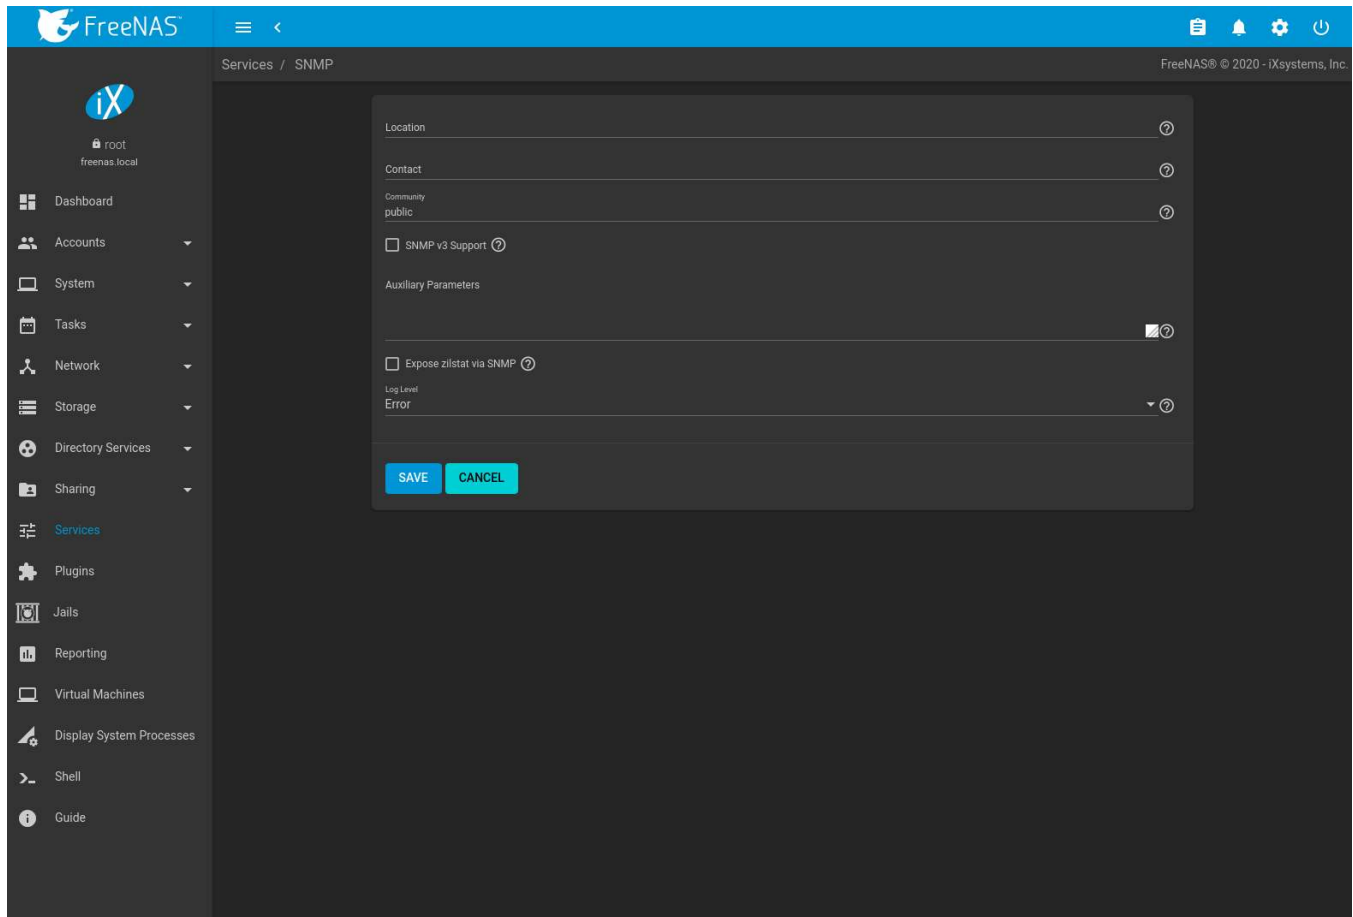 FreeNAS™
Services / SNMP
FreeNAS® © 2020 - iXsystems, Inc.
iX
root
freenas.local
Dashboard
Accounts
System
Tasks
Network
Storage
Directory Services
Sharing
Services
Plugins
Jails
Reporting
Virtual Machines
Display System Processes
Shell
Guide
Location
Contact
Community
public
SNMP v3 Support
Auxiliary Parameters
Expose zilstat via SNMP
Log Level
Error
SAVE CANCEL